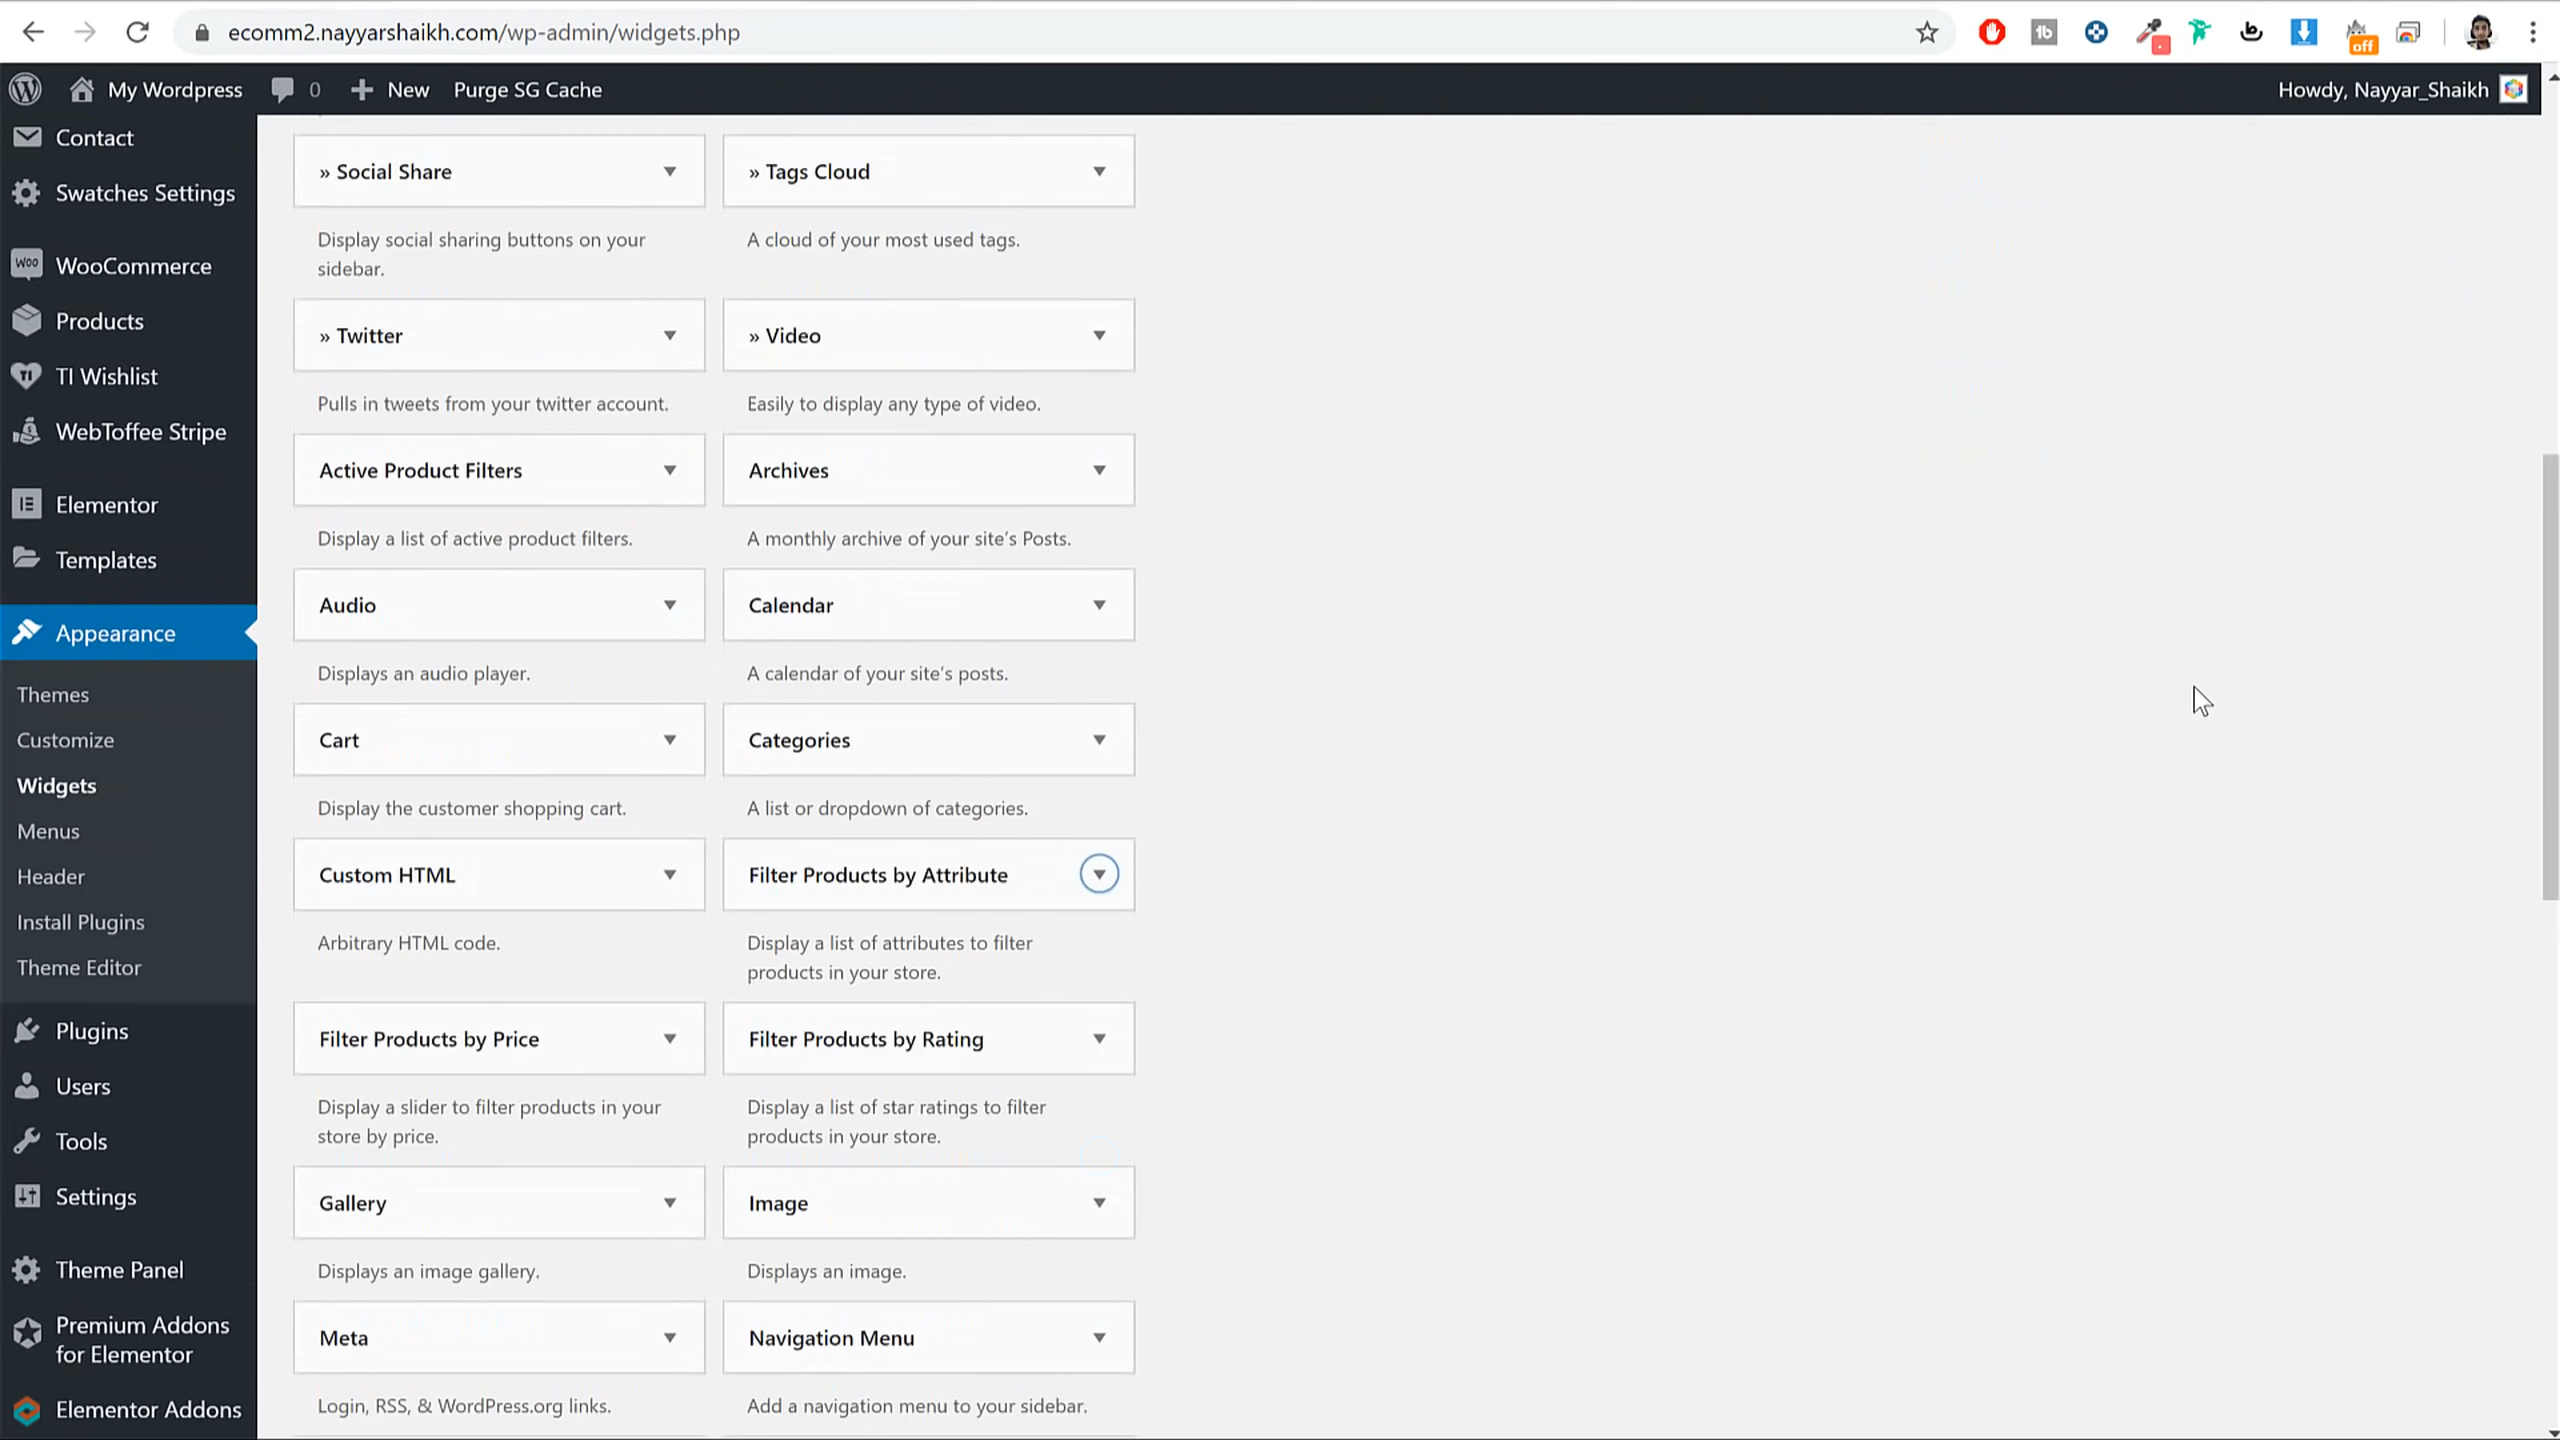 ecomm2.nayyarshaikh.com/wp-admin/widgets.php
off
My Wordpress
0
New
Purge SG Cache
Howdy, Nayyar_Shaikh
Contact
Swatches Settings
WooCommerce
Products
TI Wishlist
WebToffee Stripe
Elementor
Templates
Appearance
Themes
Customize
Widgets
Menus
Header
Install Plugins
Theme Editor
Plugins
Users
Tools
Settings
Theme Panel
Premium Addons
for Elementor
Elementor Addons
» Social Share
Display social sharing buttons on your
sidebar.
» Tags Cloud
A cloud of your most used tags.
» Twitter
Pulls in tweets from your twitter account.
» Video
Easily to display any type of video.
Active Product Filters
Display a list of active product filters.
Archives
A monthly archive of your site's Posts.
Audio
Displays an audio player.
Calendar
A calendar of your site's posts.
Cart
Display the customer shopping cart.
Categories
A list or dropdown of categories.
Custom HTML
Arbitrary HTML code.
Filter Products by Attribute
Display a list of attributes to filter
products in your store.
Filter Products by Price
Display a slider to filter products in your
store by price.
Filter Products by Rating
Display a list of star ratings to filter
products in your store.
Gallery
Displays an image gallery.
Image
Displays an image.
Meta
Login, RSS, & WordPress.org links.
Navigation Menu
Add a navigation menu to your sidebar.